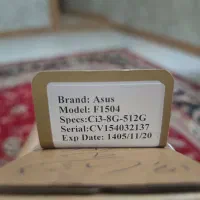 Brand: Asus
Model: F1504
Specs:Ci3-8G-512G
Serial:CV154032137
Exp Date: 1405/11/20